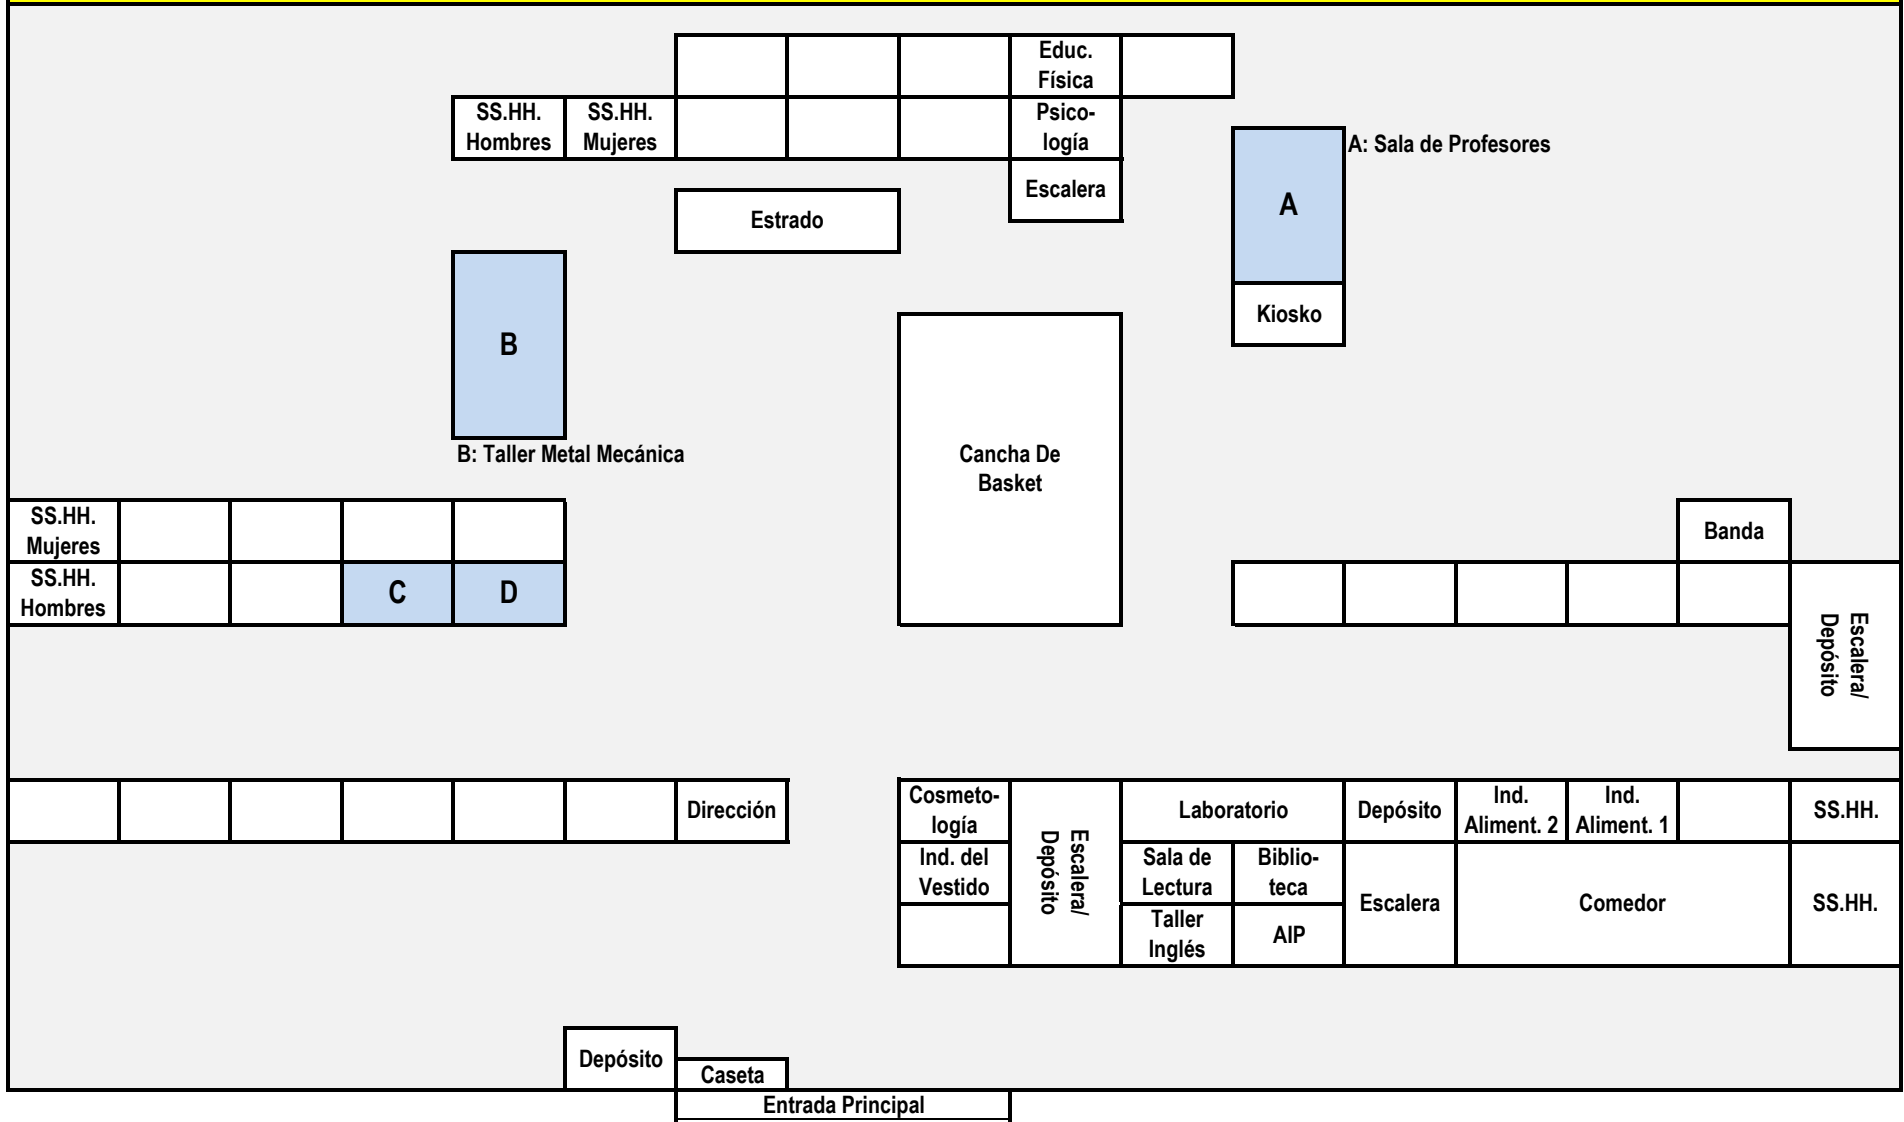 Educ.
Física
SS.HH.
Hombres
SS.HH.
Mujeres
Psico-
logía
A: Sala de Profesores
Escalera
A
Estrado
Kiosko
B
B: Taller Metal Mecánica
Cancha De
Basket
SS.HH.
Mujeres
Banda
SS.HH.
Hombres
C
D
Escalera/
Depósito
Dirección
Cosmeto-
logía
Escalera/
Depósito
Laboratorio
Depósito
Ind.
Aliment. 2
Ind.
Aliment. 1
SS.HH.
Ind. del
Vestido
Sala de
Lectura
Biblio-
teca
Escalera
Comedor
SS.HH.
Taller
Inglés
AIP
Depósito
Caseta
Entrada Principal